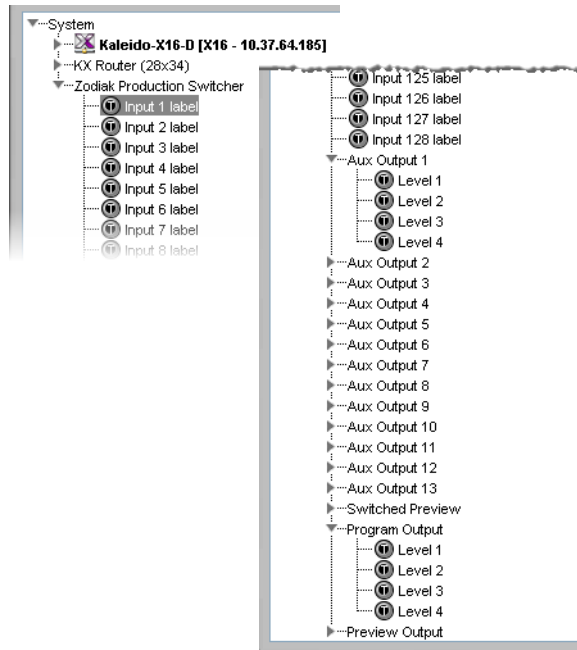 System
Kaleido-X16-D [X16 - 10.37.64.185]
KX Router (28x34)
Zodiak Production Switcher
Input 1 label
Input 2 label
Input 3 label
Input 4 label
Input 5 label
Input 6 label
Input 7 label
Input 8 label
Input 125 label
Input 126 label
Input 127 label
Input 128 label
Aux Output 1
Level 1
Level 2
Level 3
Level 4
Aux Output 2
Aux Output 3
Aux Output 4
Aux Output 5
Aux Output 6
Aux Output 7
Aux Output 8
Aux Output 9
Aux Output 10
Aux Output 11
Aux Output 12
Aux Output 13
Switched Preview
Program Output
Level 1
Level 2
Level 3
Level 4
Preview Output